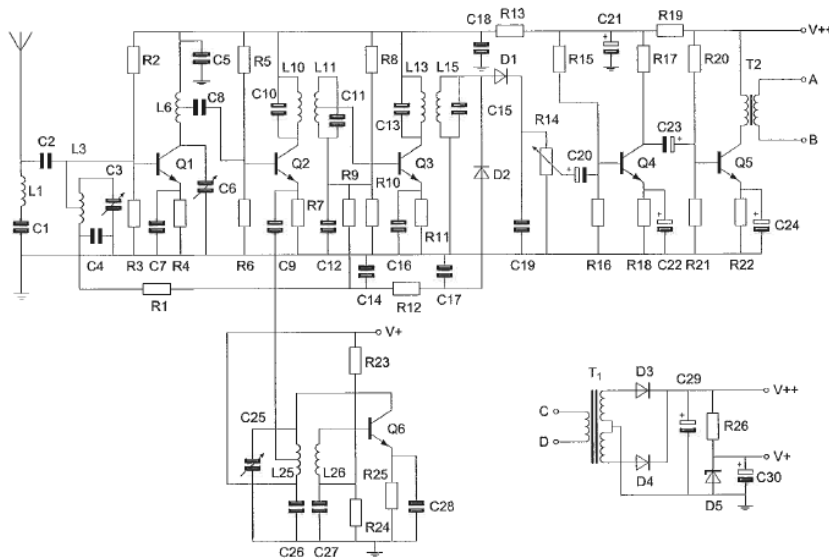 C18 R13 C21 R19 V++
R2 C5 R5 L10 R8 L13 L15 D1 R15 R17 R20 T2
L11
L6 C8 C10 C11 C13 C15 A
C2 L3 R14 C23 B
C3 Q1 Q2 Q3 C20 Q4 Q5
L1 C6 R9 R10 D2
R7
C1 R11 C24
C4 R3 C7 R4 R6 C9 C12 C16 C19 R16 R18 C22 R21 R22
C14 C17
R1 R12
V+
R23
T1 D3 C29 V++
C25 Q6 C
R26
L25 L26 R25 D V+
D4 C30
C28 D5
R24
C26 C27